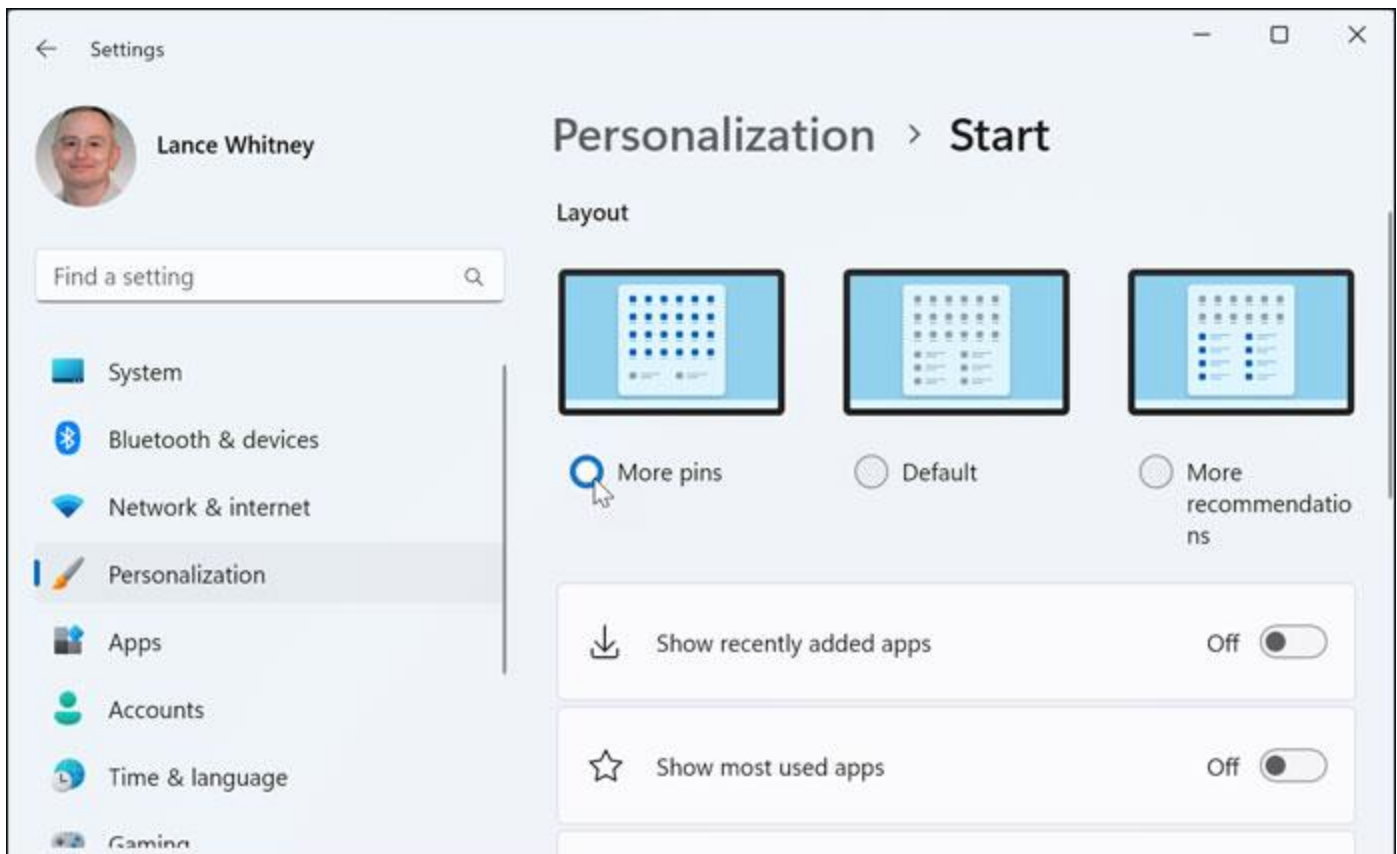 Settings
Lance Whitney
Find a setting
System
Bluetooth & devices
Network & internet
Personalization
Apps
Accounts
Time & language
Gaming
Personalization > Start
Layout
More pins
Default
More
recommendatio
ns
Show recently added apps
Off
Show most used apps
Off